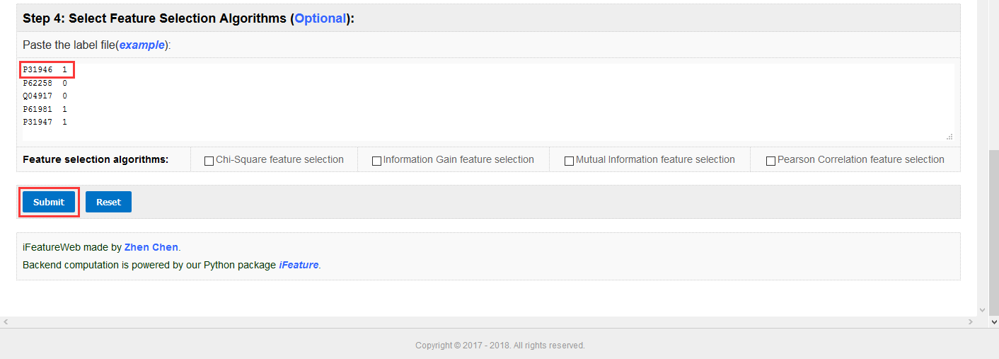 Step 4: Select Feature Selection Algorithms (Optional):
Paste the label file(example):
P31946  1
P62258  0
Q04917  0
P61981  1
P31947  1
Feature selection algorithms: Chi-Square feature selection Information Gain feature selection Mutual Information feature selection Pearson Correlation feature selection
Submit Reset
iFeatureWeb made by Zhen Chen.
Backend computation is powered by our Python package iFeature.
Copyright © 2017 - 2018. All rights reserved.